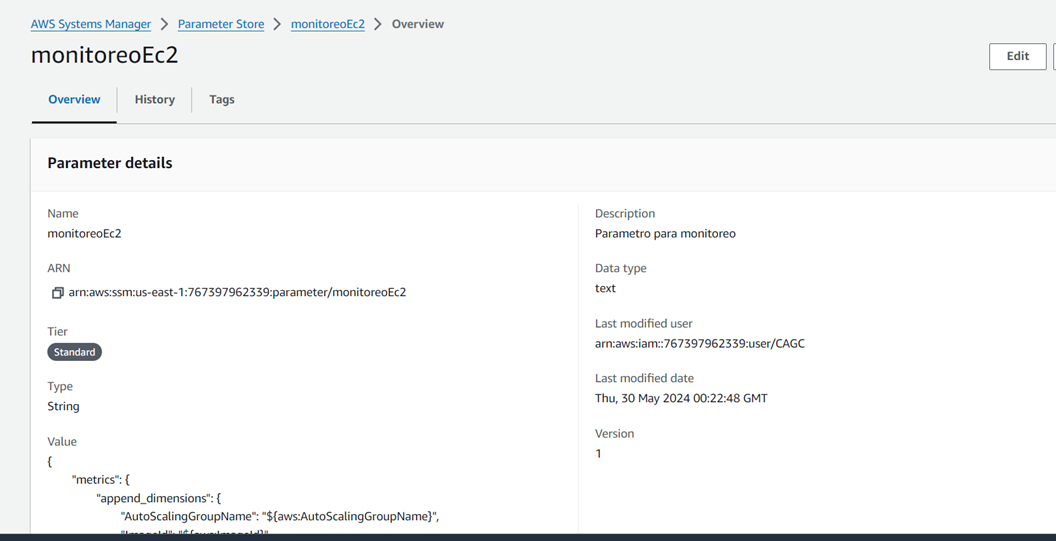 AWS Systems Manager > Parameter Store > monitoreoEc2 > Overview
monitoreoEc2
Edit
Overview
History
Tags
Parameter details
Name
monitoreoEc2
ARN
arn:aws:ssm:us-east-1:767397962339:parameter/monitoreoEc2
Tier
Standard
Type
String
Value
{
"metrics": {
"append_dimensions": {
"AutoScalingGroupName": "${aws:AutoScalingGroupName}",
"ImageId": "${aws:ImageId}",
Description
Parametro para monitoreo
Data type
text
Last modified user
arn:aws:iam::767397962339:user/CAGC
Last modified date
Thu, 30 May 2024 00:22:48 GMT
Version
1